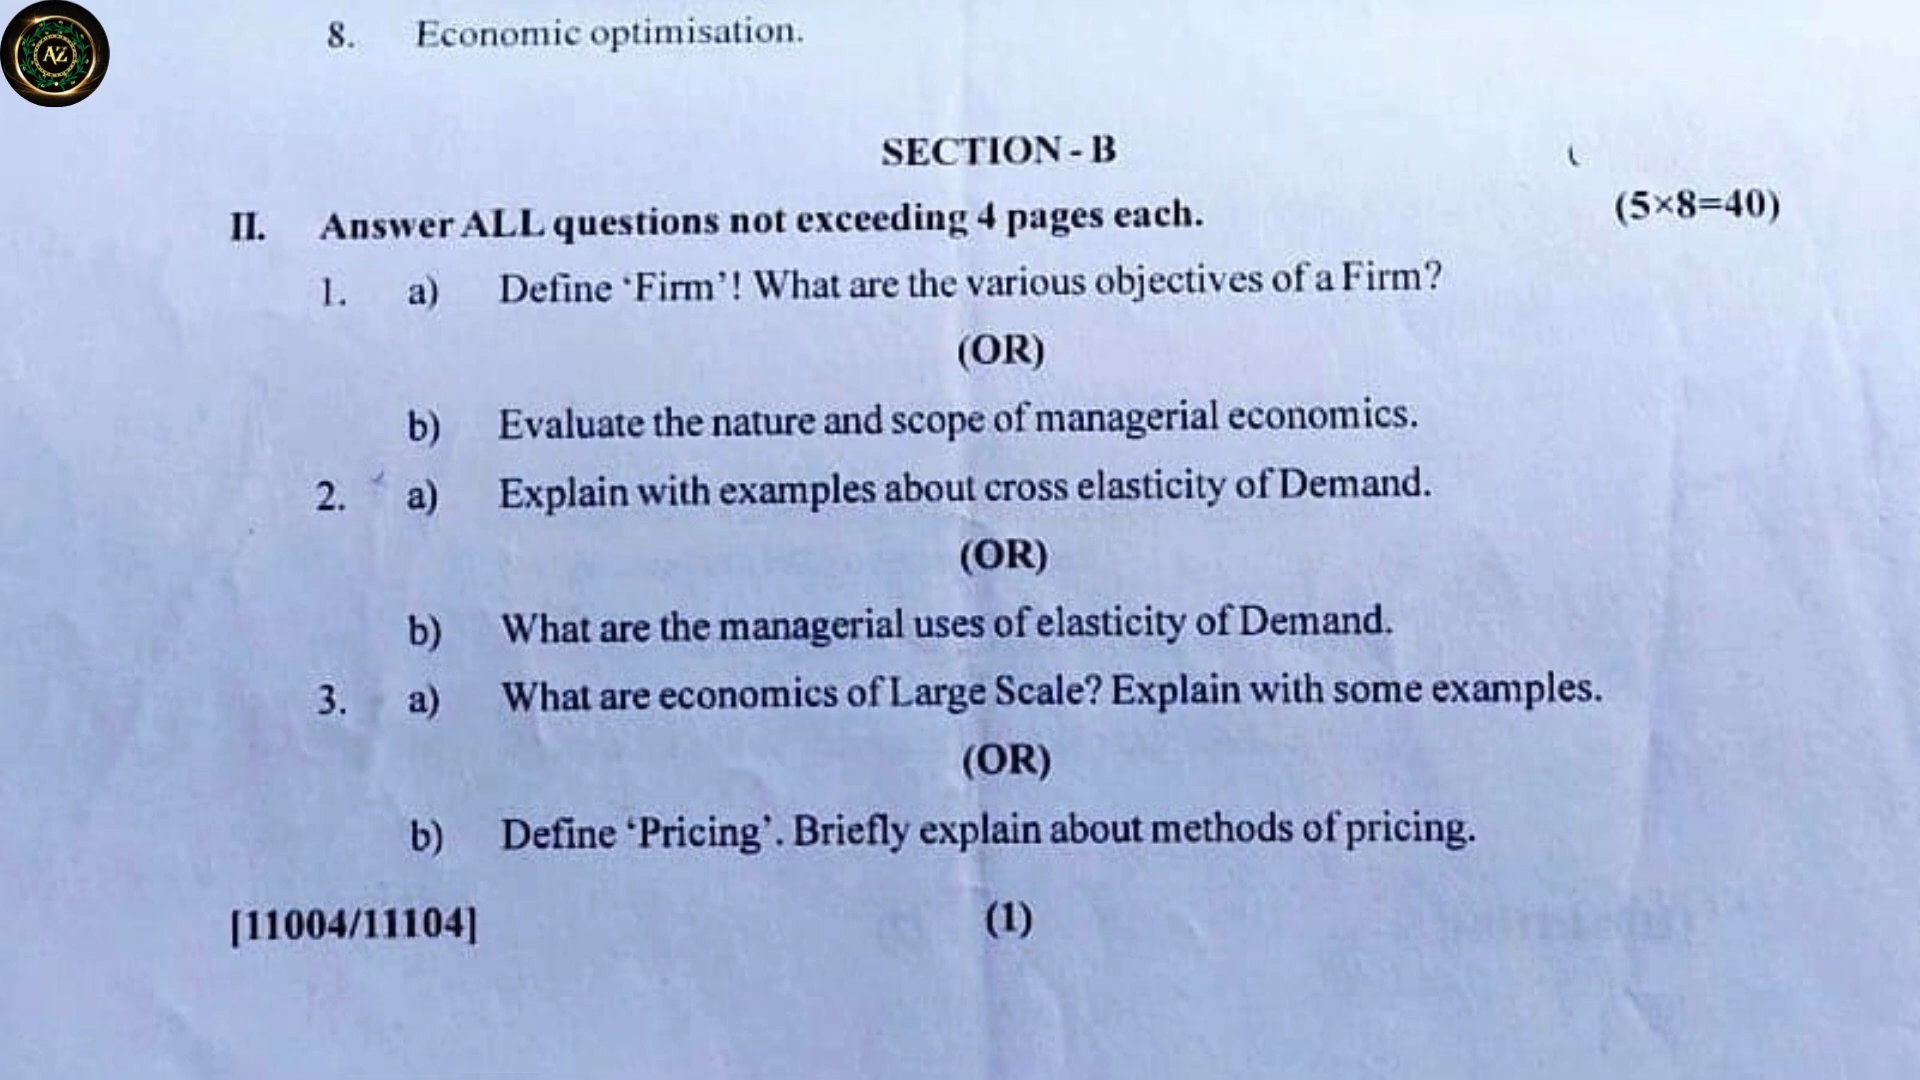 AZ
8. Economic optimisation.
SECTION - B
(5×8=40)
II. Answer ALL questions not exceeding 4 pages each.
1. a) Define ‘Firm’! What are the various objectives of a Firm?
(OR)
b) Evaluate the nature and scope of managerial economics.
2. a) Explain with examples about cross elasticity of Demand.
(OR)
b) What are the managerial uses of elasticity of Demand.
3. a) What are economics of Large Scale? Explain with some examples.
(OR)
b) Define ‘Pricing’. Briefly explain about methods of pricing.
[11004/11104] (1)